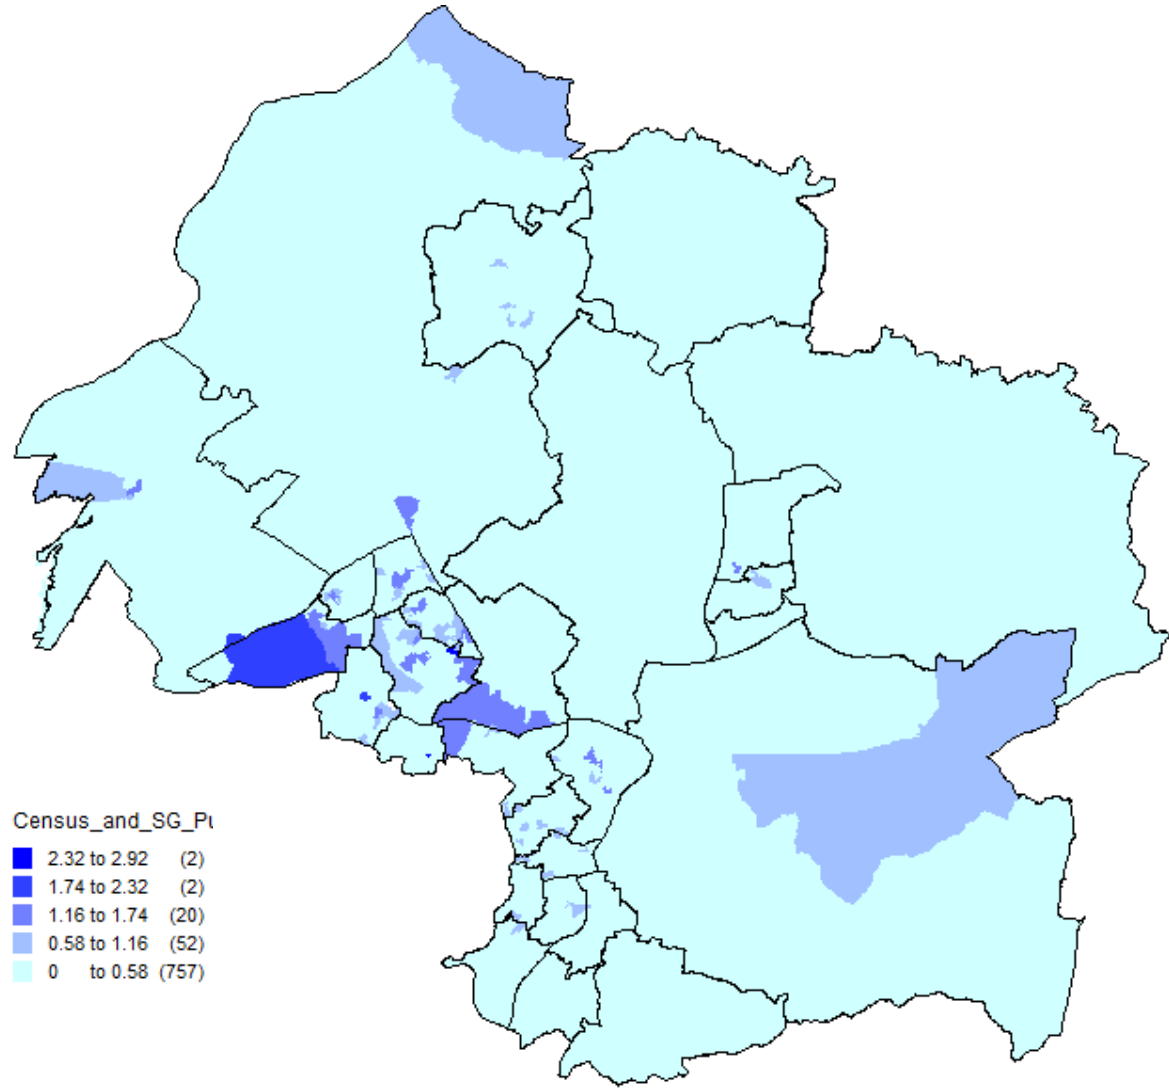 Census_and_SG_Pu
2.32 to 2.92 (2)
1.74 to 2.32 (2)
1.16 to 1.74 (20)
0.58 to 1.16 (52)
0 to 0.58 (757)